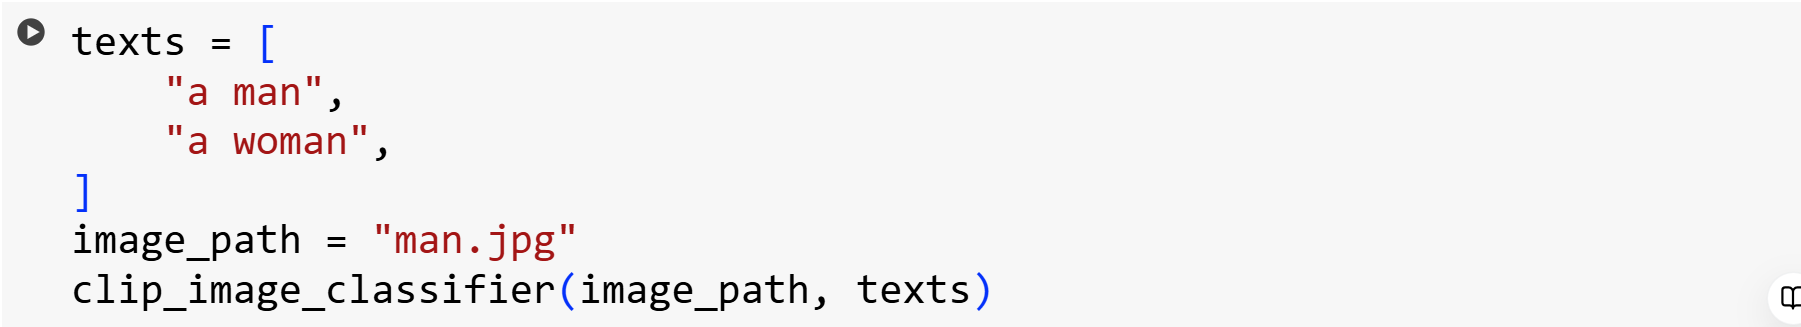 texts = [
    "a man",
    "a woman",
]
image_path = "man.jpg"
clip_image_classifier(image_path, texts)